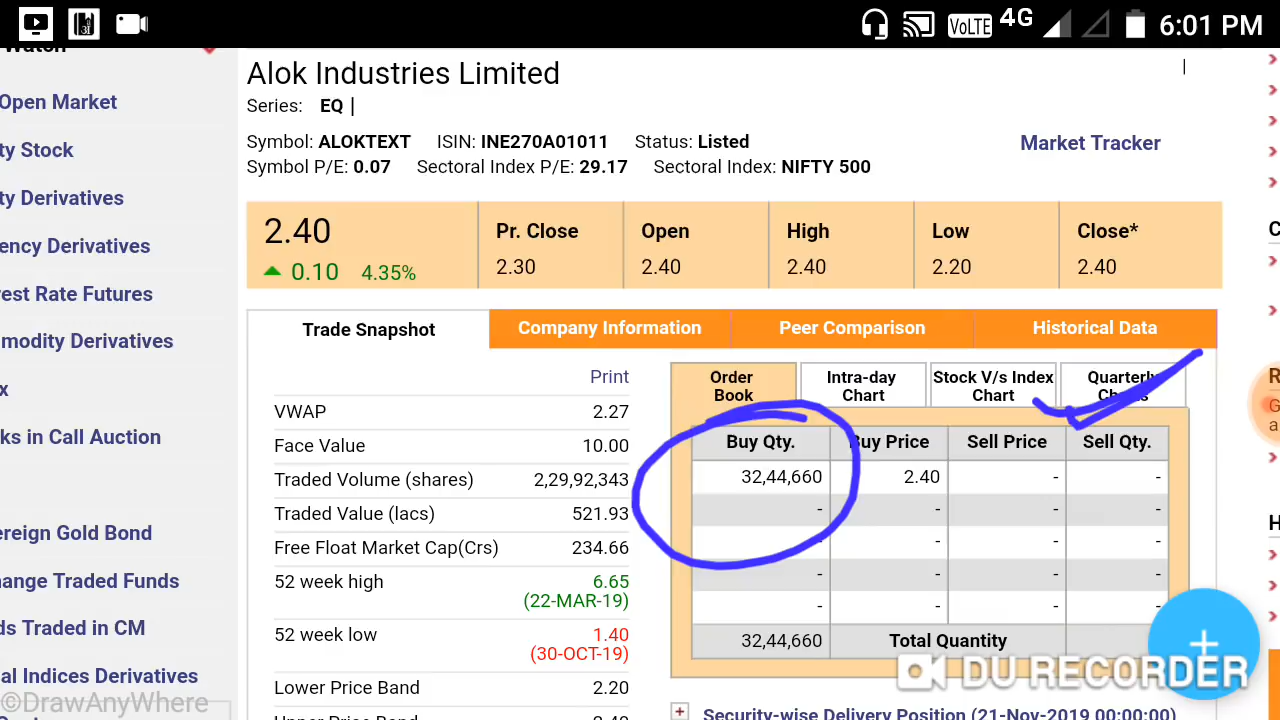 31
VoLTE 4G 6:01 PM
Watch
Open Market
ty Stock
ty Derivatives
ency Derivatives
est Rate Futures
modity Derivatives
x
ks in Call Auction
ereign Gold Bond
hange Traded Funds
ds Traded in CM
al Indices Derivatives
©DrawAnyWhere
Alok Industries Limited
Series: EQ |
Symbol: ALOKTEXT ISIN: INE270A01011 Status: Listed
Symbol P/E: 0.07 Sectoral Index P/E: 29.17 Sectoral Index: NIFTY 500
|
Market Tracker
2.40
0.10 4.35%
Pr. Close Open High Low Close*
2.30 2.40 2.40 2.20 2.40
Trade Snapshot Company Information Peer Comparison Historical Data
Print
VWAP 2.27
Face Value 10.00
Traded Volume (shares) 2,29,92,343
Traded Value (lacs) 521.93
Free Float Market Cap(Crs) 234.66
52 week high 6.65
(22-MAR-19)
52 week low 1.40
(30-OCT-19)
Lower Price Band 2.20
Upper Price Band 2.40
Order Book
Intra-day Chart
Stock V/s Index Chart
Quarterly Charts
Buy Qty. Buy Price Sell Price Sell Qty.
32,44,660 2.40 - -
- - - -
- - - -
- - - -
- - - -
32,44,660 Total Quantity
DU RECORDER
+ Security-wise Delivery Position (21-Nov-2019 00:00:00)
C
R
G
a
H